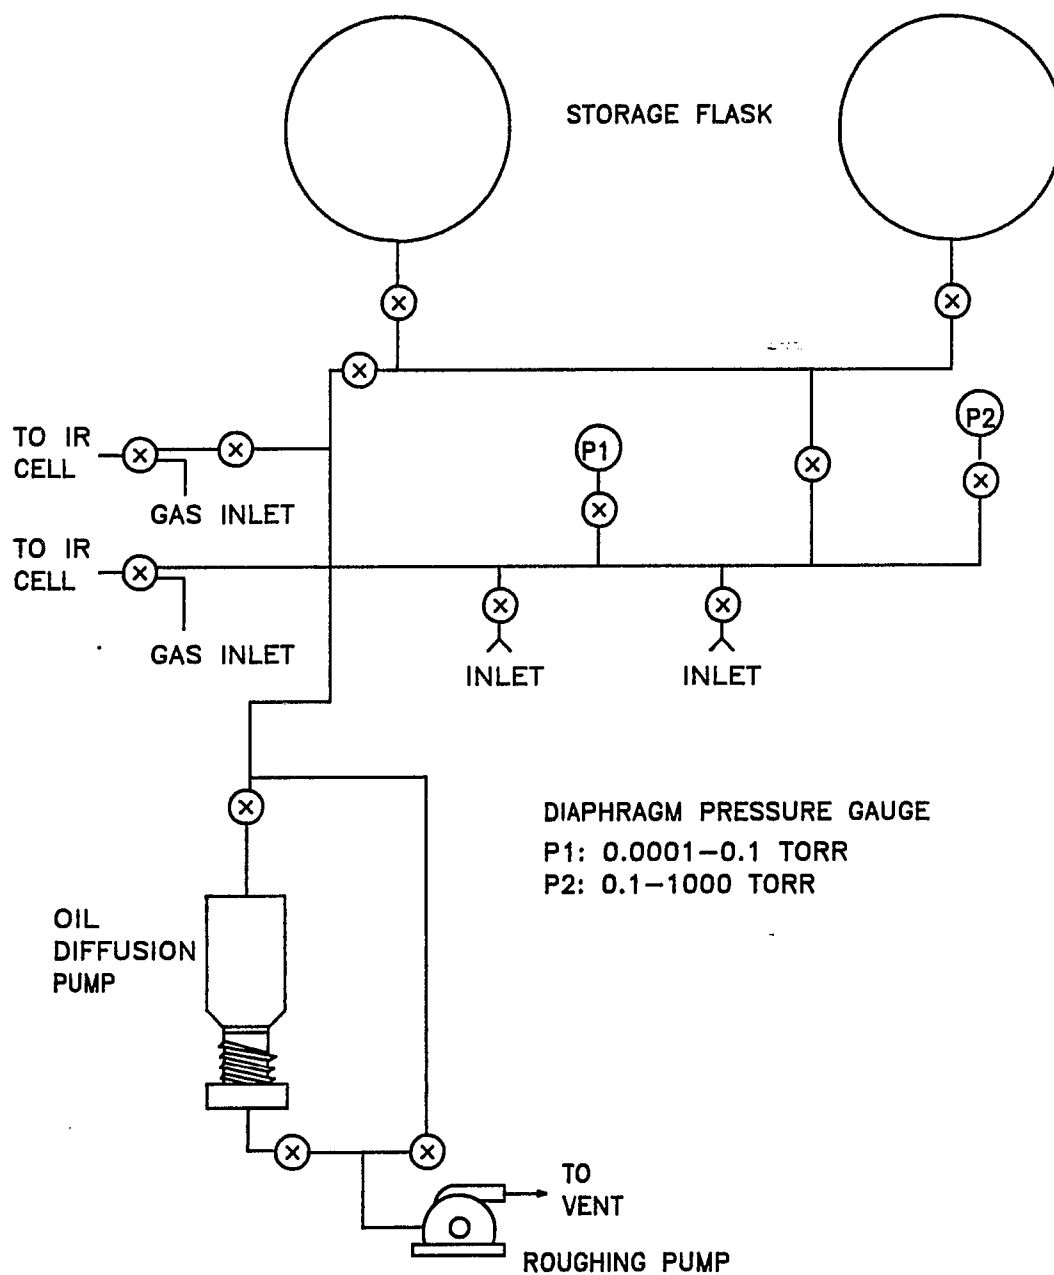 STORAGE FLASK
P2
TO IR
CELL
P1
GAS INLET
TO IR
CELL
GAS INLET
INLET
INLET
DIAPHRAGM PRESSURE GAUGE
P1: 0.0001–0.1 TORR
P2: 0.1–1000 TORR
OIL
DIFFUSION
PUMP
TO
VENT
ROUGHING PUMP